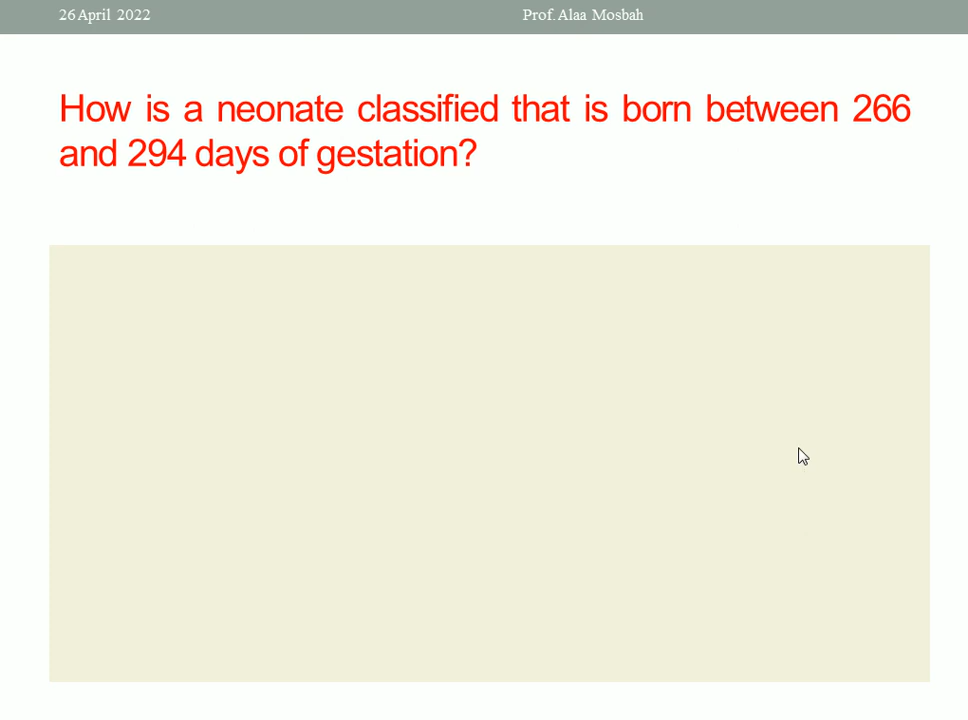 26 April 2022
Prof. Alaa Mosbah
How is a neonate classified that is born between 266
and 294 days of gestation?